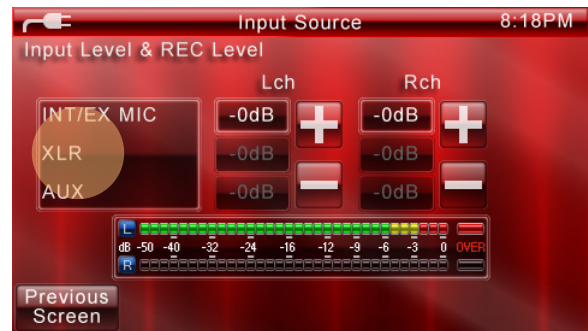 Input Source 8:18PM
Input Level & REC Level
Lch Rch
INT/EX MIC -0dB -0dB
XLR -0dB -0dB
AUX -0dB -0dB
L
dB -50 -40 -32 -24 -16 -12 -9 -6 -3 0 OVER
R
Previous
Screen